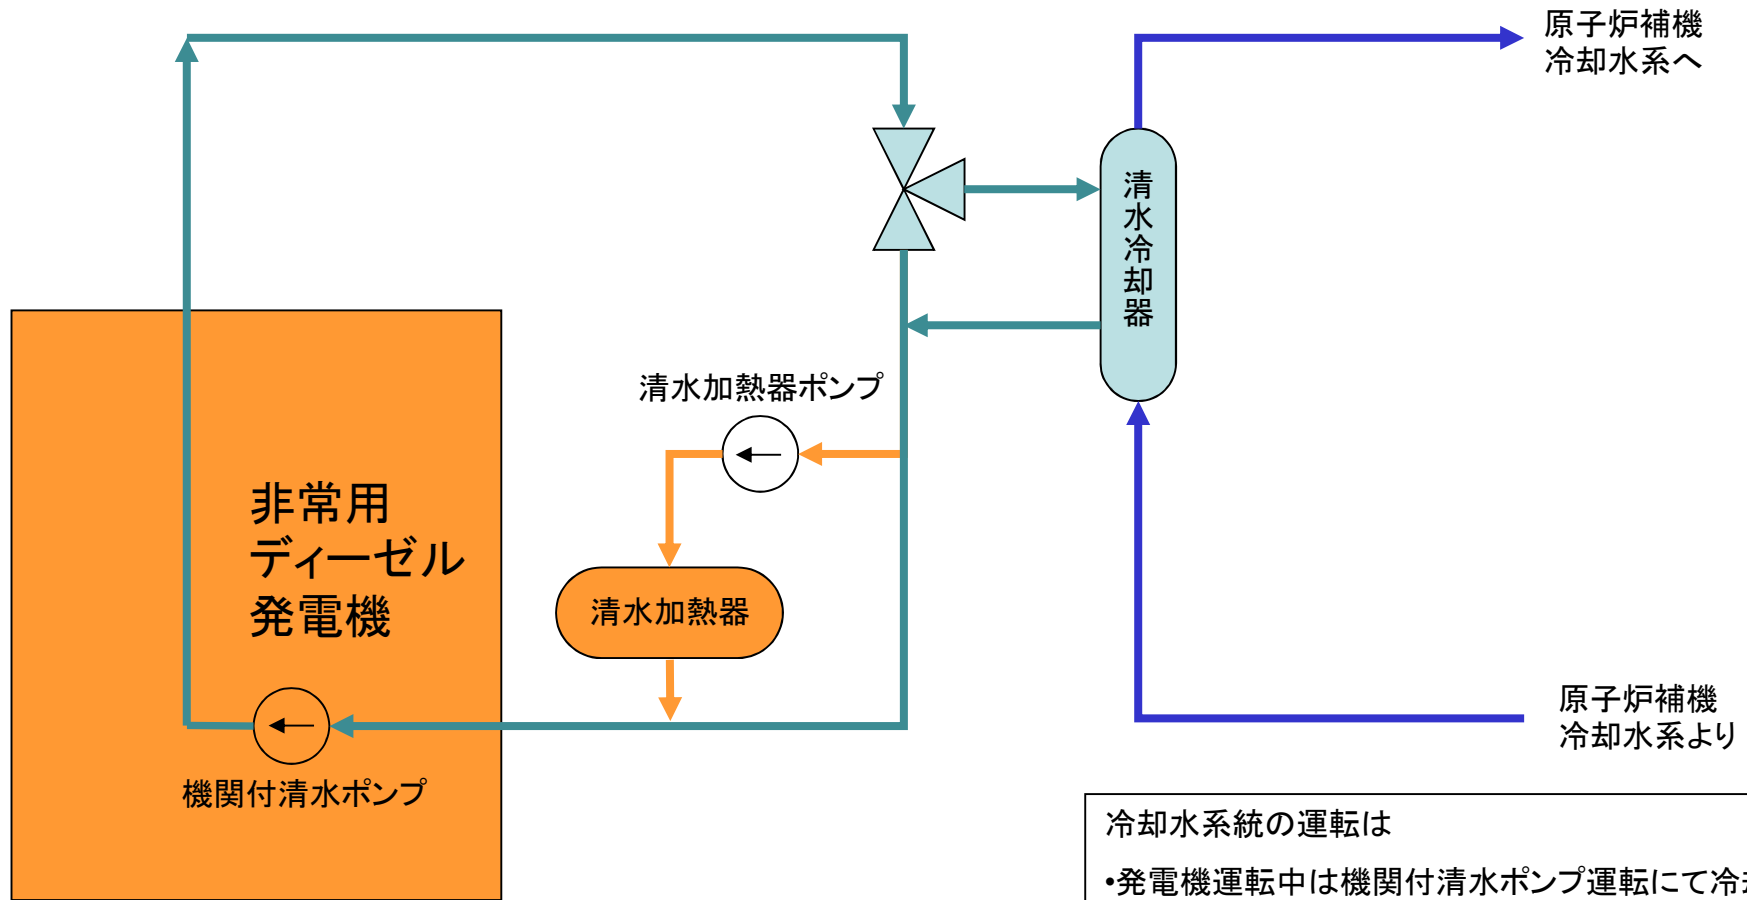 原子炉補機
冷却水系へ
清水冷却器
清水加熱器ポンプ
非常用
ディーゼル
発電機
清水加熱器
機関付清水ポンプ
原子炉補機
冷却水系より
冷却水系統の運転は
•発電機運転中は機関付清水ポンプ運転にて冷